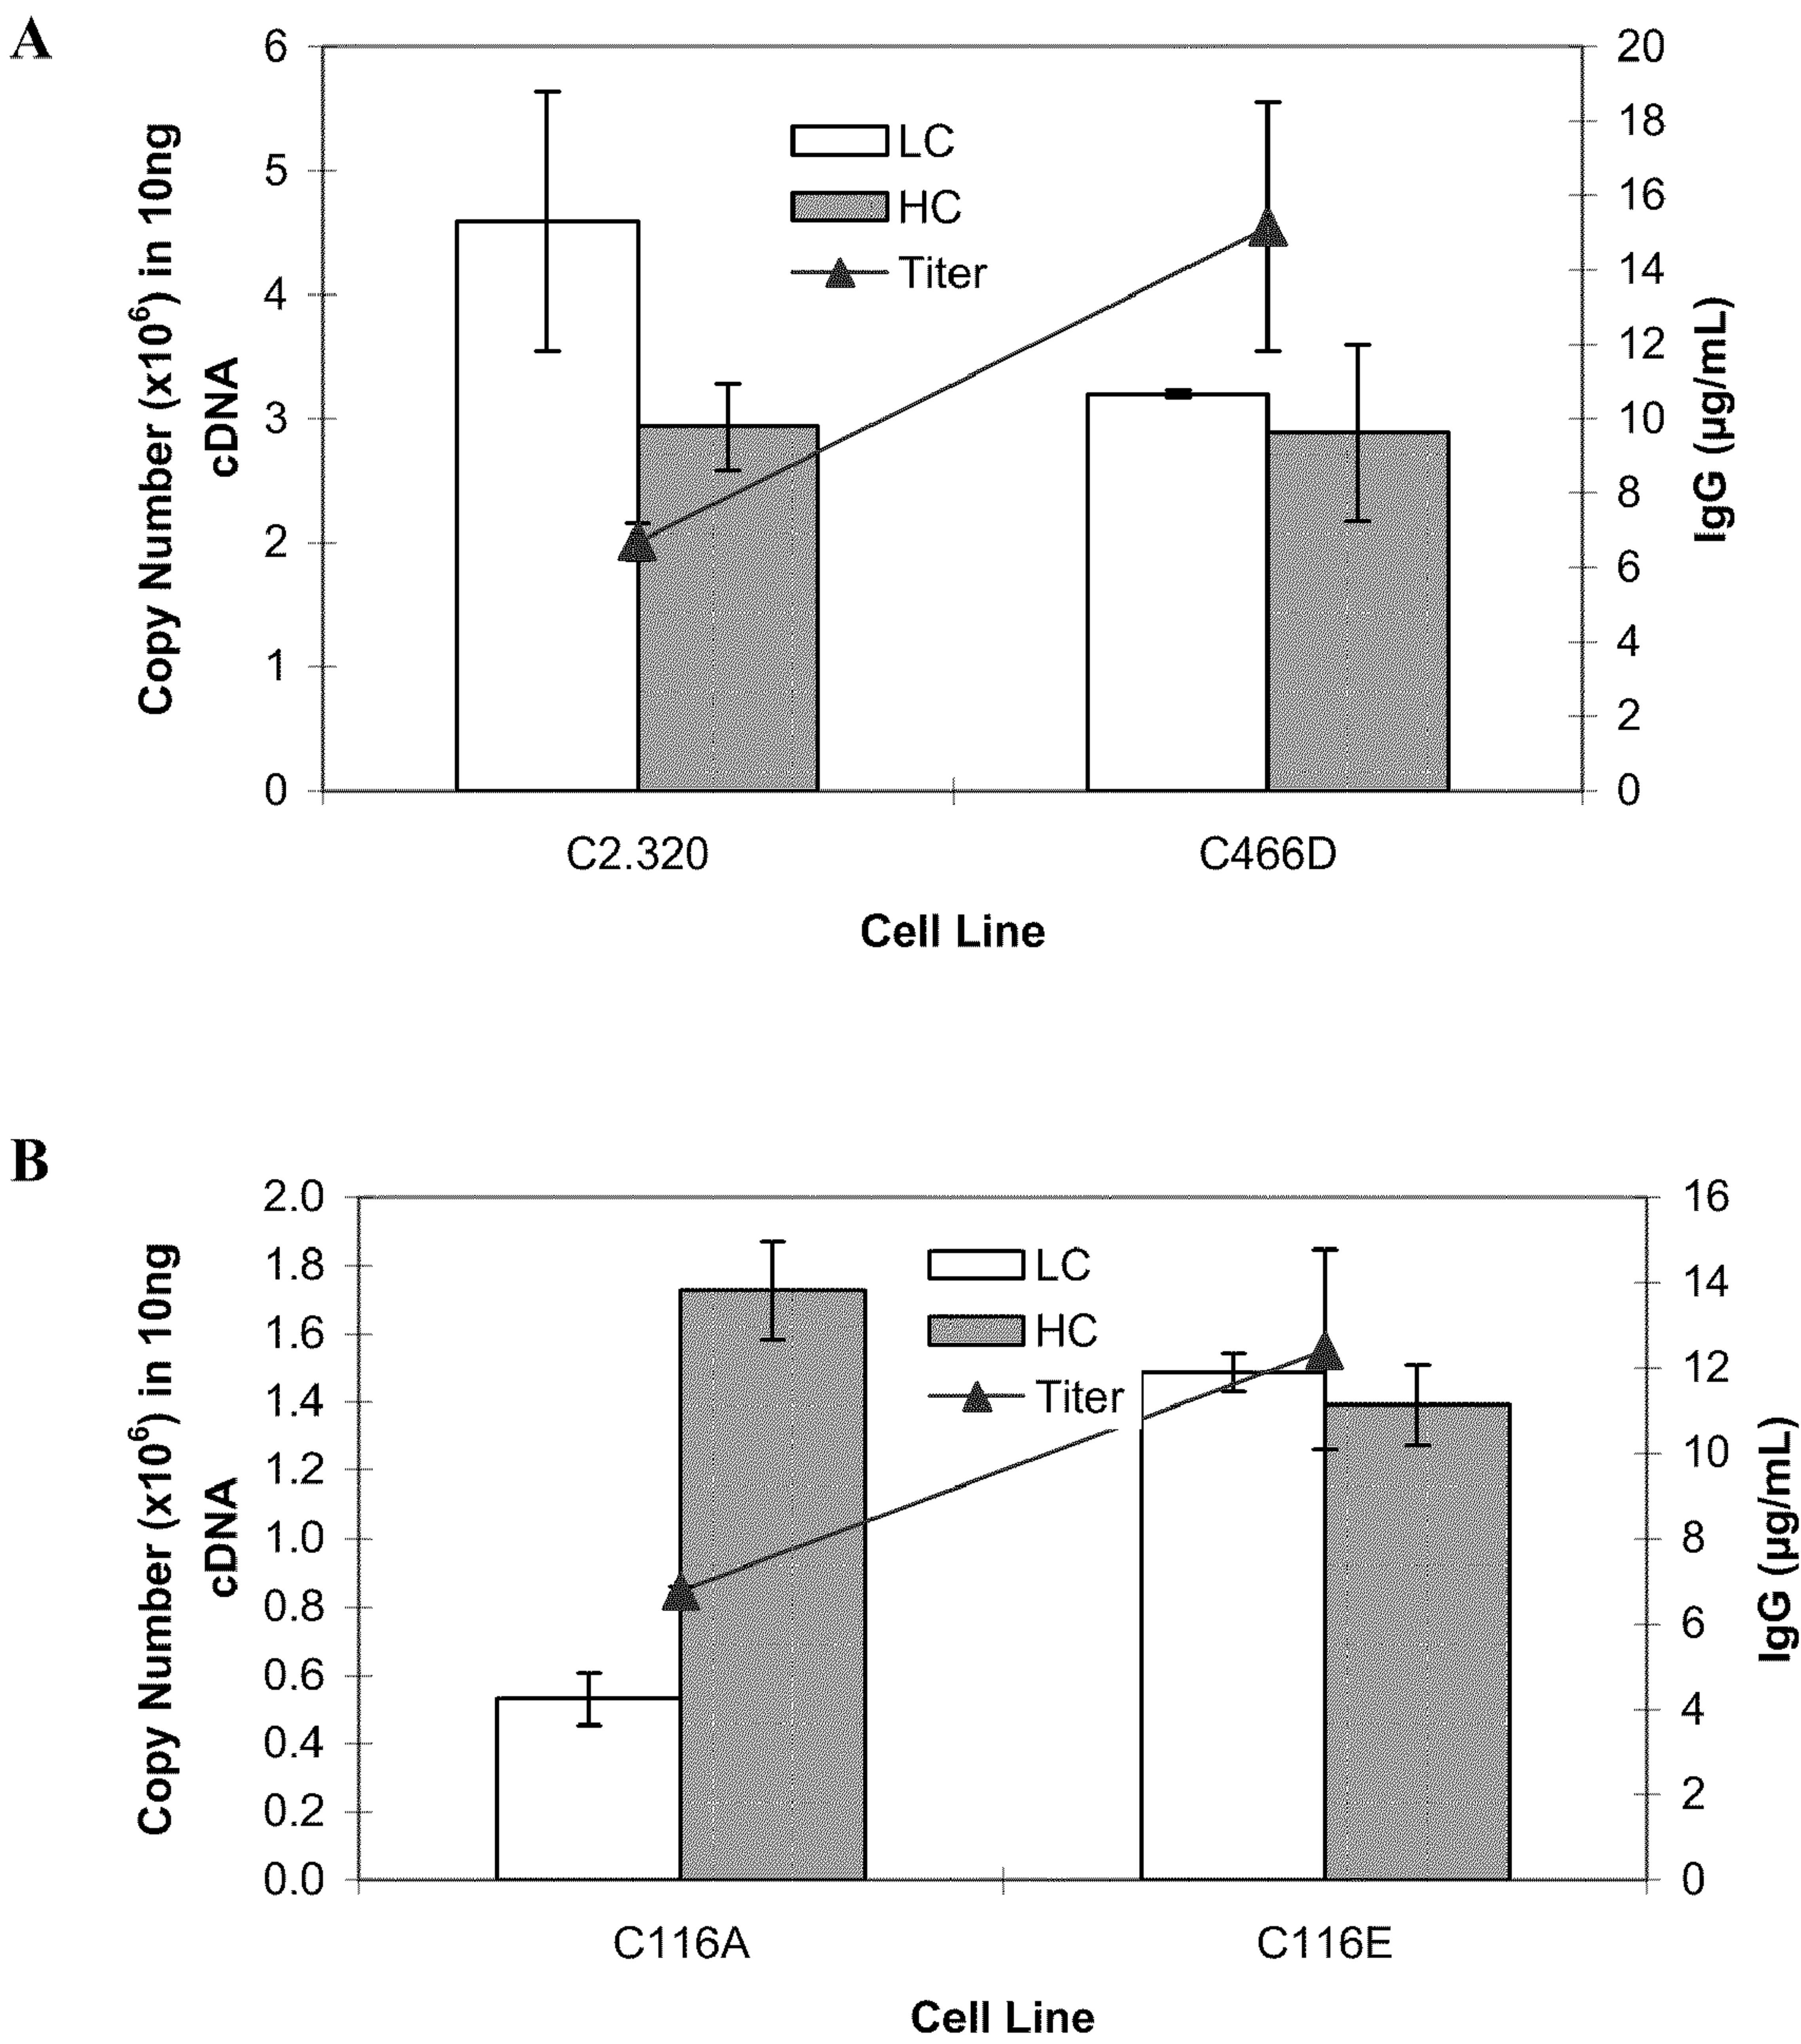 A
6
5
4
3
2
1
0
Copy Number (x10⁶) in 10ng
cDNA
LC
HC
Titer
20
18
16
14
12
10
8
6
4
2
0
IgG (µg/mL)
C2.320
C466D
Cell Line
B
2.0
1.8
1.6
1.4
1.2
1.0
0.8
0.6
0.4
0.2
0.0
Copy Number (x10⁶) in 10ng
cDNA
LC
HC
Titer
16
14
12
10
8
6
4
2
0
IgG (µg/mL)
C116A
C116E
Cell Line